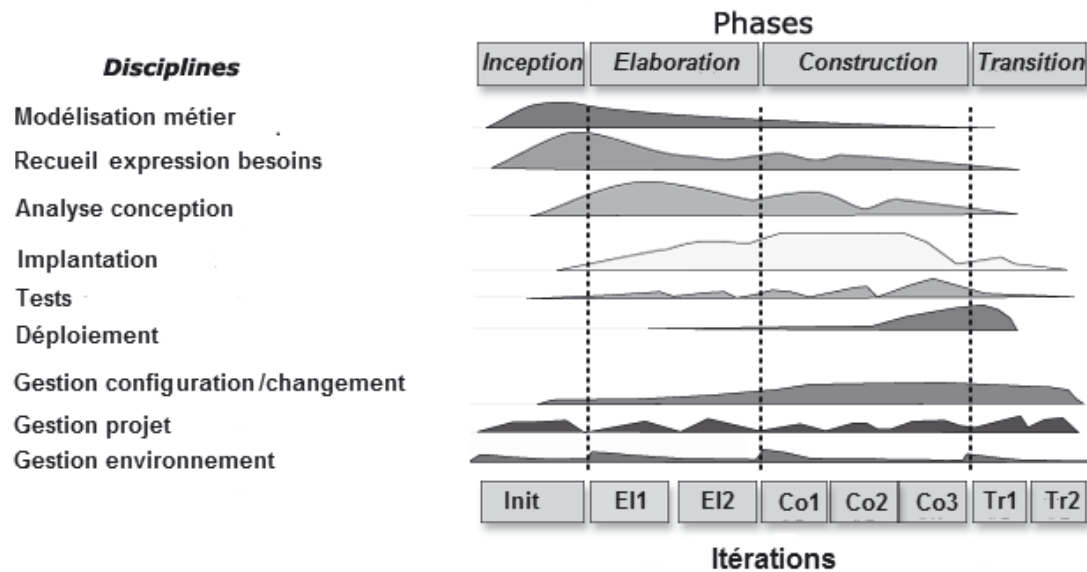 Phases
Disciplines
Inception Elaboration Construction Transition
Modélisation métier
Recueil expression besoins
Analyse conception
Implantation
Tests
Déploiement
Gestion configuration/changement
Gestion projet
Gestion environnement
Init El1 El2 Co1 Co2 Co3 Tr1 Tr2
Itérations